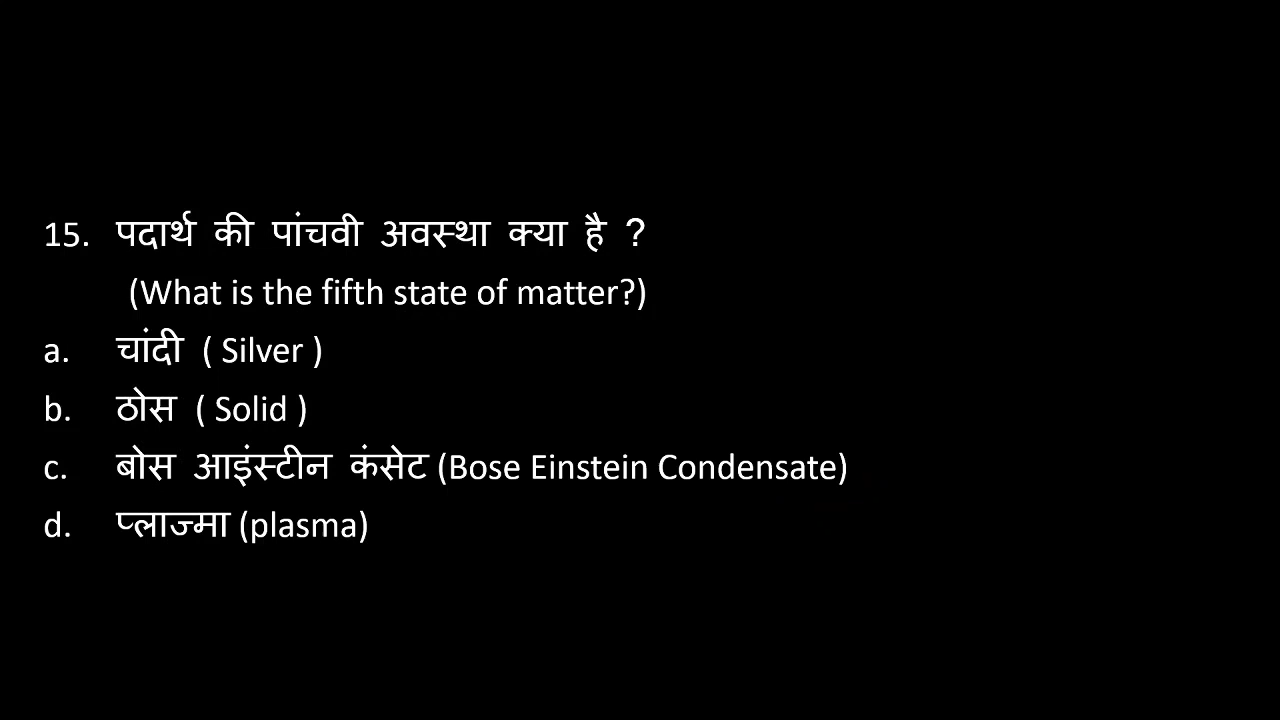 15. पदार्थ की पांचवी अवस्था क्या है ?
(What is the fifth state of matter?)
a. चांदी ( Silver )
b. ठोस ( Solid )
c. बोस आइंस्टीन कंसेट (Bose Einstein Condensate)
d. प्लाज्मा (plasma)